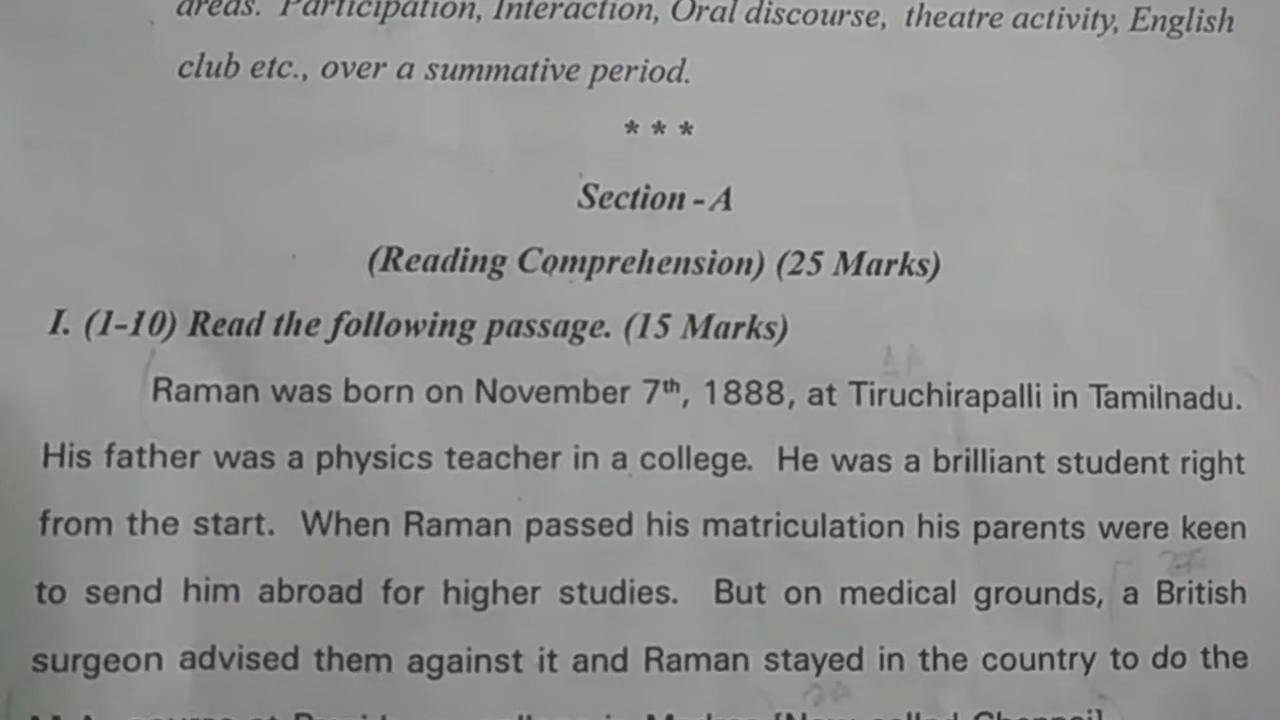 areas. Participation, Interaction, Oral discourse, theatre activity, English
club etc., over a summative period.
* * *
Section - A
(Reading Comprehension) (25 Marks)
I. (1-10) Read the following passage. (15 Marks)
Raman was born on November 7th, 1888, at Tiruchirapalli in Tamilnadu.
His father was a physics teacher in a college. He was a brilliant student right
from the start. When Raman passed his matriculation his parents were keen
to send him abroad for higher studies. But on medical grounds, a British
surgeon advised them against it and Raman stayed in the country to do the